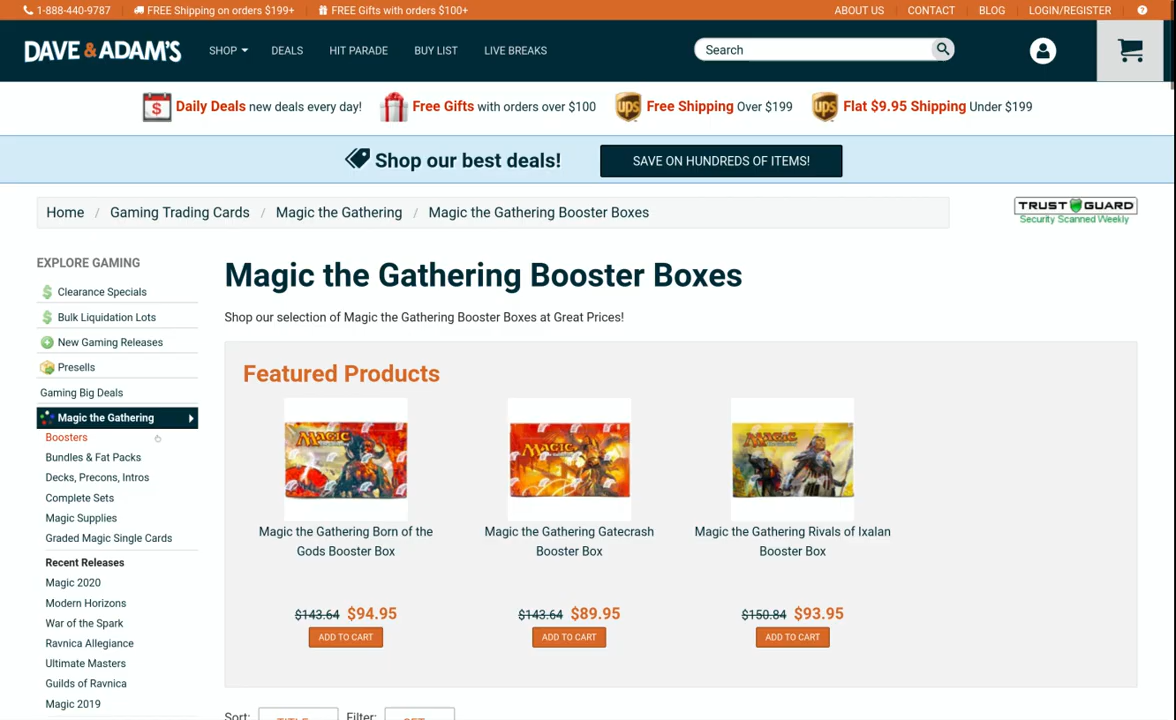 1-888-440-9787 FREE Shipping on orders $199+ FREE Gifts with orders $100+ ABOUT US CONTACT BLOG LOGIN/REGISTER
DAVE & ADAM'S SHOP DEALS HIT PARADE BUY LIST LIVE BREAKS Search
Daily Deals new deals every day! Free Gifts with orders over $100 ups Free Shipping Over $199 ups Flat $9.95 Shipping Under $199
Shop our best deals! SAVE ON HUNDREDS OF ITEMS!
Home / Gaming Trading Cards / Magic the Gathering / Magic the Gathering Booster Boxes
TRUST GUARD
Security Scanned Weekly
EXPLORE GAMING
Clearance Specials
Bulk Liquidation Lots
New Gaming Releases
Presells
Gaming Big Deals
Magic the Gathering
Boosters
Bundles & Fat Packs
Decks, Precons, Intros
Complete Sets
Magic Supplies
Graded Magic Single Cards
Recent Releases
Magic 2020
Modern Horizons
War of the Spark
Ravnica Allegiance
Ultimate Masters
Guilds of Ravnica
Magic 2019
Magic the Gathering Booster Boxes
Shop our selection of Magic the Gathering Booster Boxes at Great Prices!
Featured Products
MAGIC
Magic the Gathering Born of the
Gods Booster Box
$143.64 $94.95
ADD TO CART
MAGIC
Magic the Gathering Gatecrash
Booster Box
$143.64 $89.95
ADD TO CART
MAGIC
Magic the Gathering Rivals of Ixalan
Booster Box
$150.84 $93.95
ADD TO CART
Sort: TITLE Filter: SET